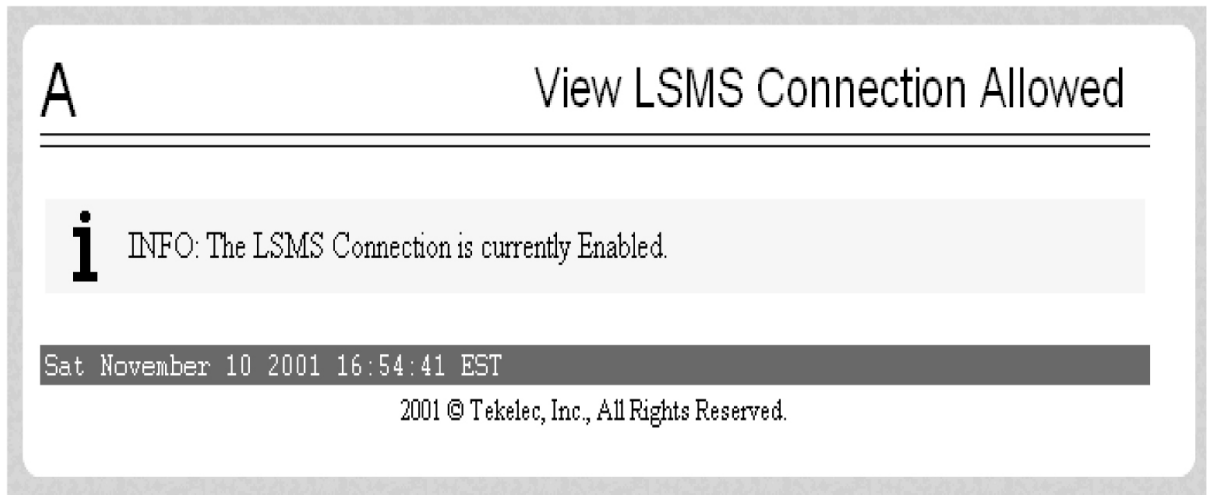 A
View LSMS Connection Allowed
i
INFO: The LSMS Connection is currently Enabled.
Sat November 10 2001 16:54:41 EST
2001 © Tekelec, Inc., All Rights Reserved.